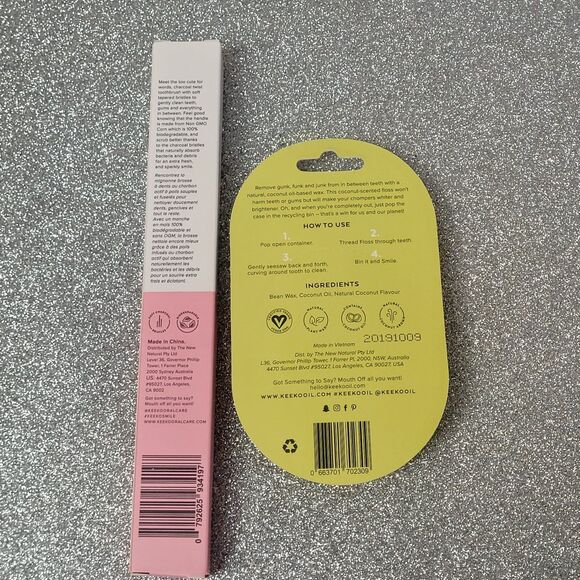 Meet the too cute for
words, charcoal twist
toothbrush with soft
tapered bristles to
gently clean teeth,
gums and everything
in between. Feel good
knowing that the handle
is made from Non GMO
Corn which is 100%
biodegradable, and
scrub better thanks
to the charcoal bristles
that naturally absorb
bacteria and debris
for an extra fresh,
and sparkly smile.
Rencontrez la
mignonne brosse
à dents au charbon
actif à poils souples
et fuselés pour
nettoyer doucement
dents, gencives et
tout le reste.
Avec un manche
en maïs 100%
biodégradable
et sans OGM, la brosse
nettoie encore mieux
grâce à des poils
infusés au charbon
actif qui absorbent
naturellement les
bactéries et les débris
pour un sourire extra
frais et étincelant.
Made in China.
Distributed by The New
Natural Pty Ltd
Level 36, Governor Phillip
Tower, 1 Farrer Place
2000 Sydney Australia
US: 4470 Sunset Blvd
#95027, Los Angeles,
CA 9002
Got something to say?
Mouth off all you want!
#KEEKORALCARE
#KEEKOSMILE
WWW.KEEKOORALCARE.COM
0 792625 934197
Remove gunk, funk and junk from in between teeth with a
natural, coconut oil-based wax. This coconut-scented floss won't
harm teeth or gums but will make your chompers whiter and
brightener. Oh, and when you're completely out, just pop the
case in the recycling bin – that's a win for us and our planet!
HOW TO USE
1.
Pop open container.
2.
Thread Floss through teeth
3.
Gently seesaw back and forth,
curving around tooth to clean.
4.
Bin it and Smile.
INGREDIENTS
Bean Wax, Coconut Oil, Natural Coconut Flavour
Made in Vietnam
20191009
Dist. by The New Natural Pty Ltd
L36, Governor Phillip Tower, 1 Farrer Pl, 2000, NSW, Australia
4470 Sunset Blvd #95027, Los Angeles, CA, USA
Got Something to Say? Mouth Off all you want!
hello@keekooil.com
WWW.KEEKOOIL.COM #KEEKOOIL @KEEKOOIL
0 663701 702309